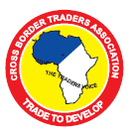 CROSS BORDER TRADERS ASSOCIATION
THE TRADERS VOICE
TRADE TO DEVELOP